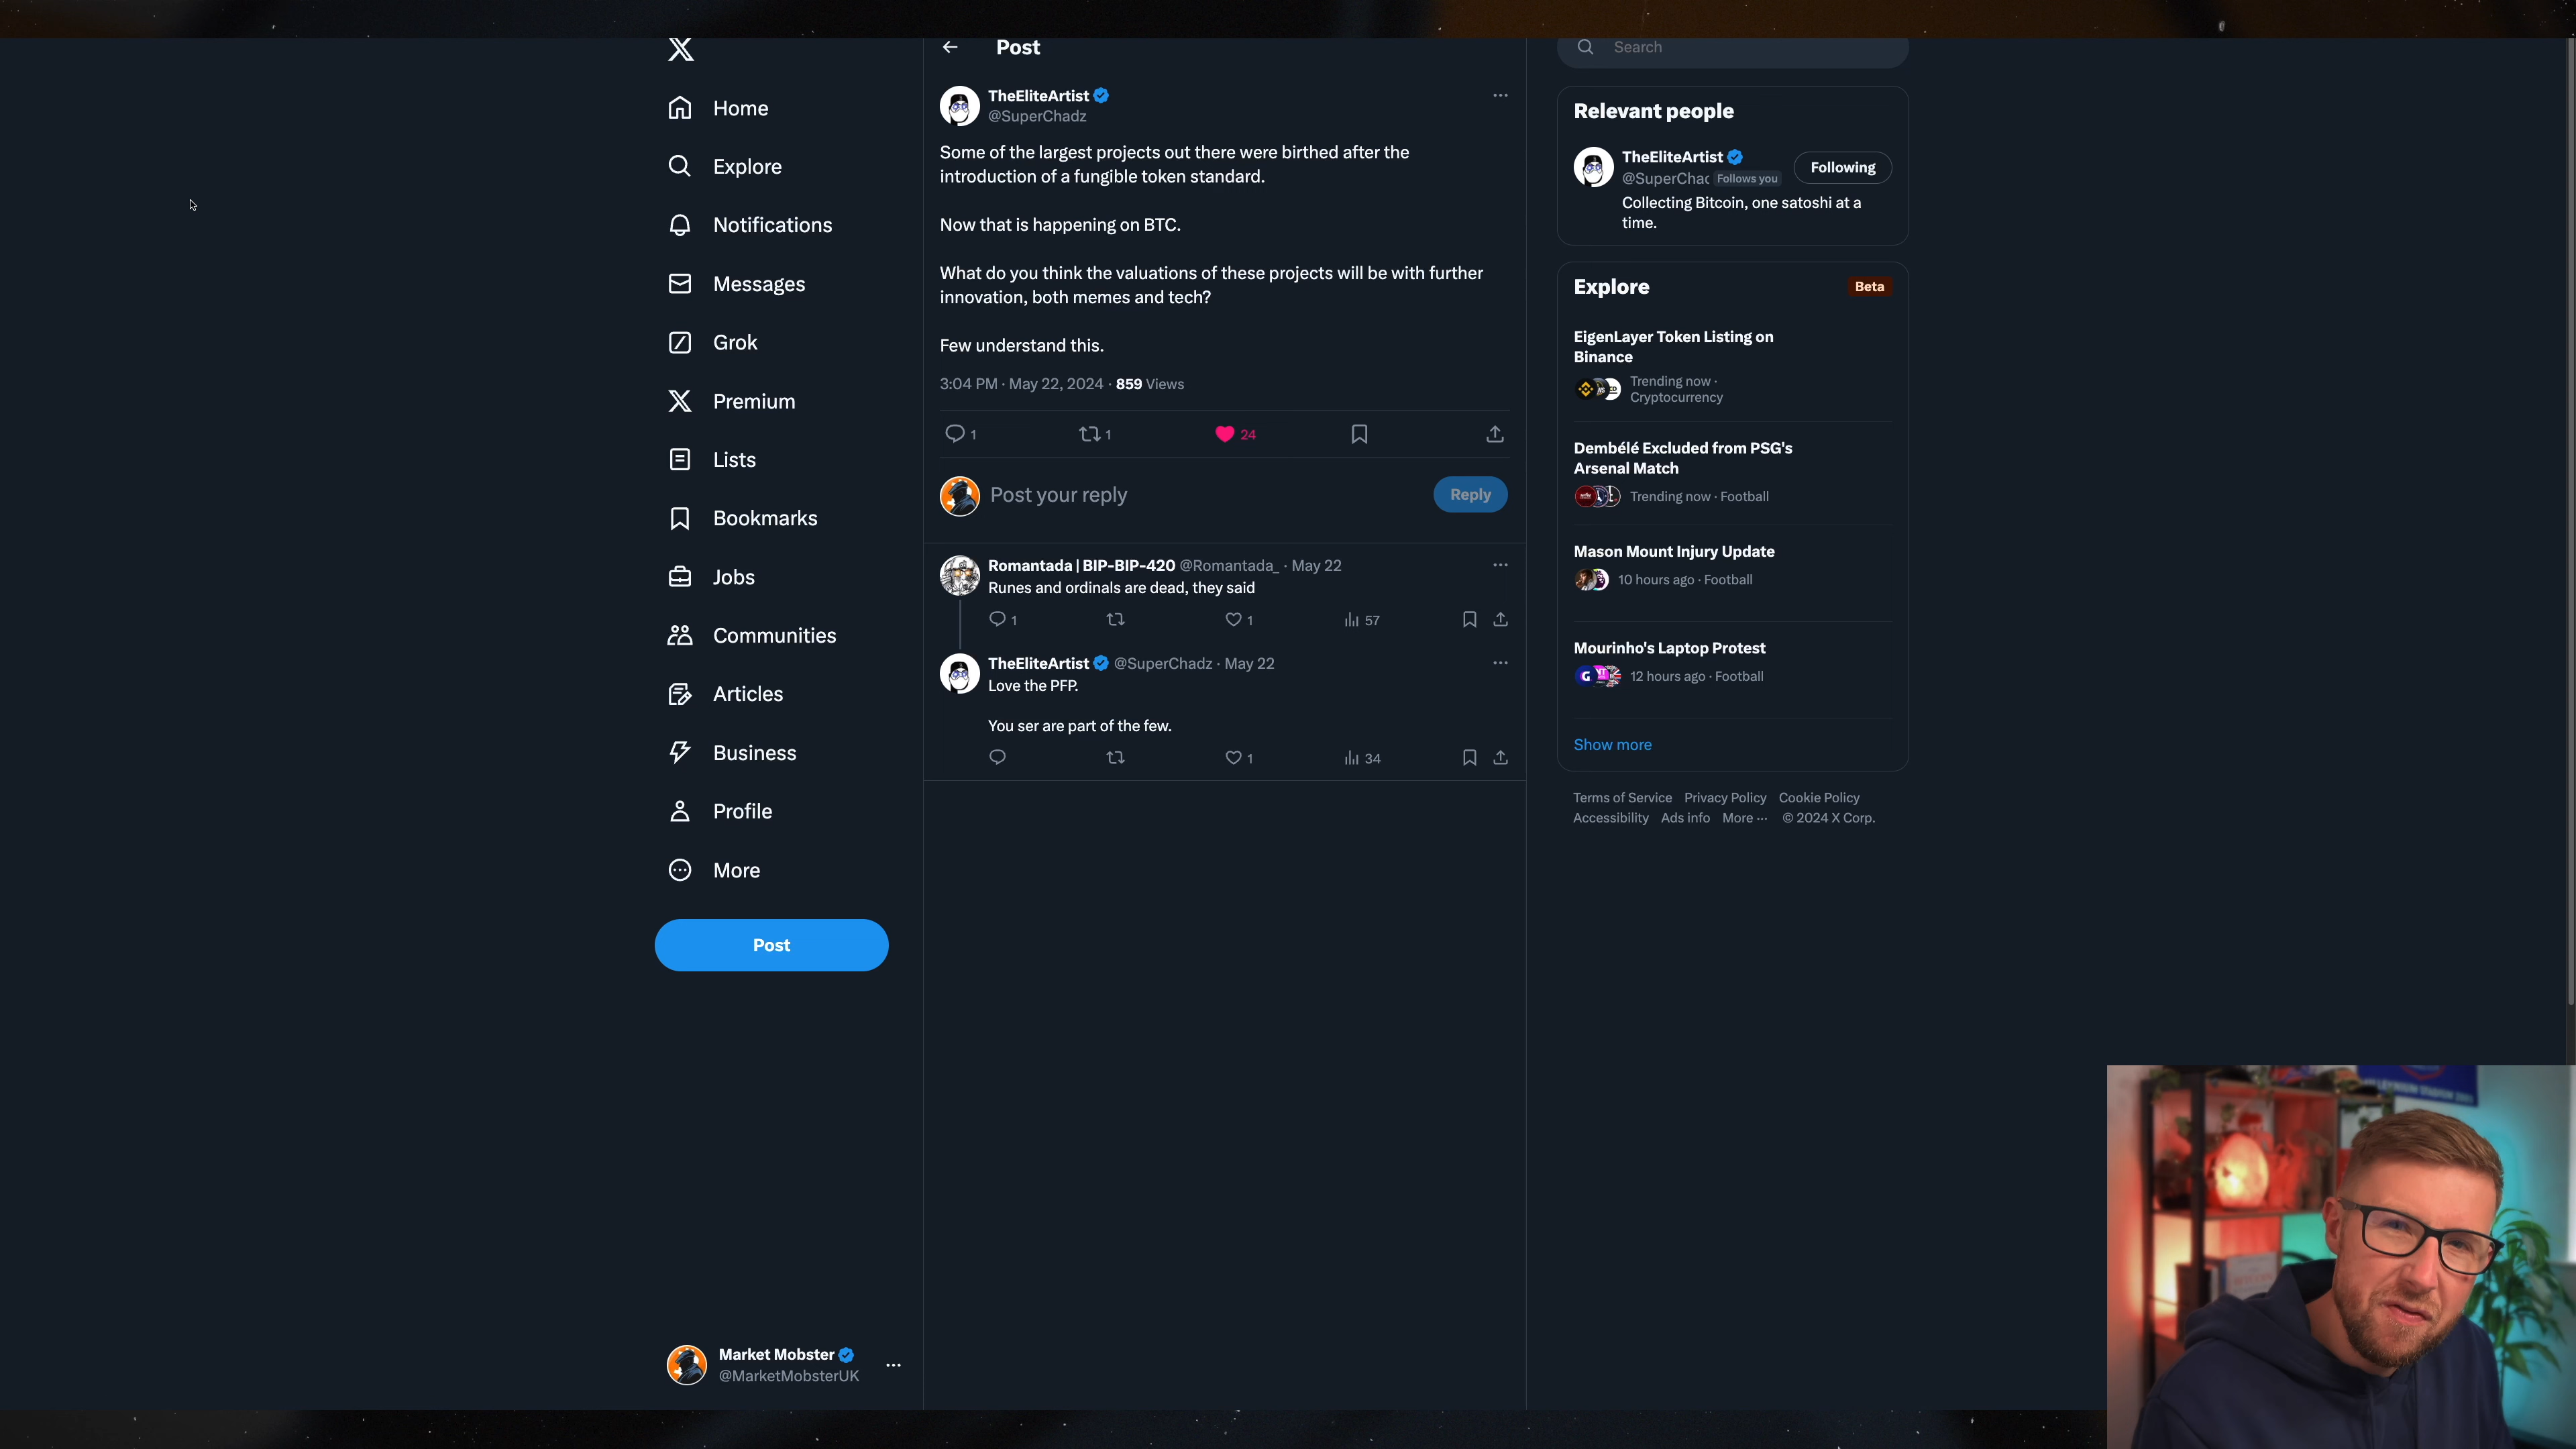 Home
Explore
Notifications
Messages
Grok
Premium
Lists
Bookmarks
Jobs
Communities
Articles
Business
Profile
More
Post
Market Mobster
@MarketMobsterUK
Post
TheEliteArtist
@SuperChadz
Some of the largest projects out there were birthed after the
introduction of a fungible token standard.
Now that is happening on BTC.
What do you think the valuations of these projects will be with further
innovation, both memes and tech?
Few understand this.
3:04 PM · May 22, 2024 · 859 Views
1 1 24
Post your reply Reply
Romantada | BIP-BIP-420 @Romantada_ · May 22
Runes and ordinals are dead, they said
1 1 57
TheEliteArtist @SuperChadz · May 22
Love the PFP.
You ser are part of the few.
1 34
Search
Relevant people
TheEliteArtist
@SuperChad Follows you Following
Collecting Bitcoin, one satoshi at a
time.
Explore Beta
EigenLayer Token Listing on
Binance
Trending now ·
Cryptocurrency
Dembélé Excluded from PSG's
Arsenal Match
Trending now · Football
Mason Mount Injury Update
10 hours ago · Football
Mourinho's Laptop Protest
12 hours ago · Football
Show more
Terms of Service Privacy Policy Cookie Policy
Accessibility Ads info More ··· © 2024 X Corp.